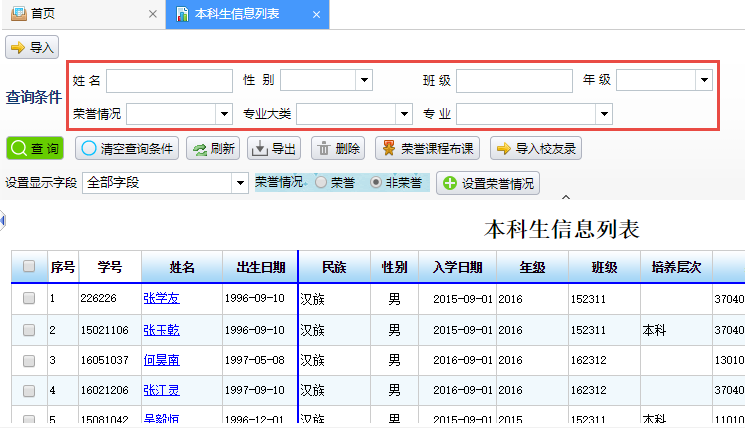 首页 × 本科生信息列表 ×
导入
查询条件
姓 名 性 别 班 级 年 级
荣誉情况 专业大类 专 业
查 询 清空查询条件 刷新 导出 删除 荣誉课程布课 导入校友录
设置显示字段 全部字段 荣誉情况: 荣誉 非荣誉 设置荣誉情况
本科生信息列表
序号 学号 姓名 出生日期 民族 性别 入学日期 年级 班级 培养层次
1 226226 张学友 1996-09-10 汉族 男 2015-09-01 2016 152311 37040
2 15021106 张玉乾 1996-09-10 汉族 男 2015-09-01 2016 152311 本科 37040
3 16051037 何昊南 1997-05-08 汉族 男 2016-09-01 2016 162312 13010
4 16021206 张江灵 1997-09-10 汉族 男 2016-09-01 2016 162312 37040
5 15081042 吴毅恒 1996-12-01 汉族 男 2015-09-01 2015 152311 本科 11010